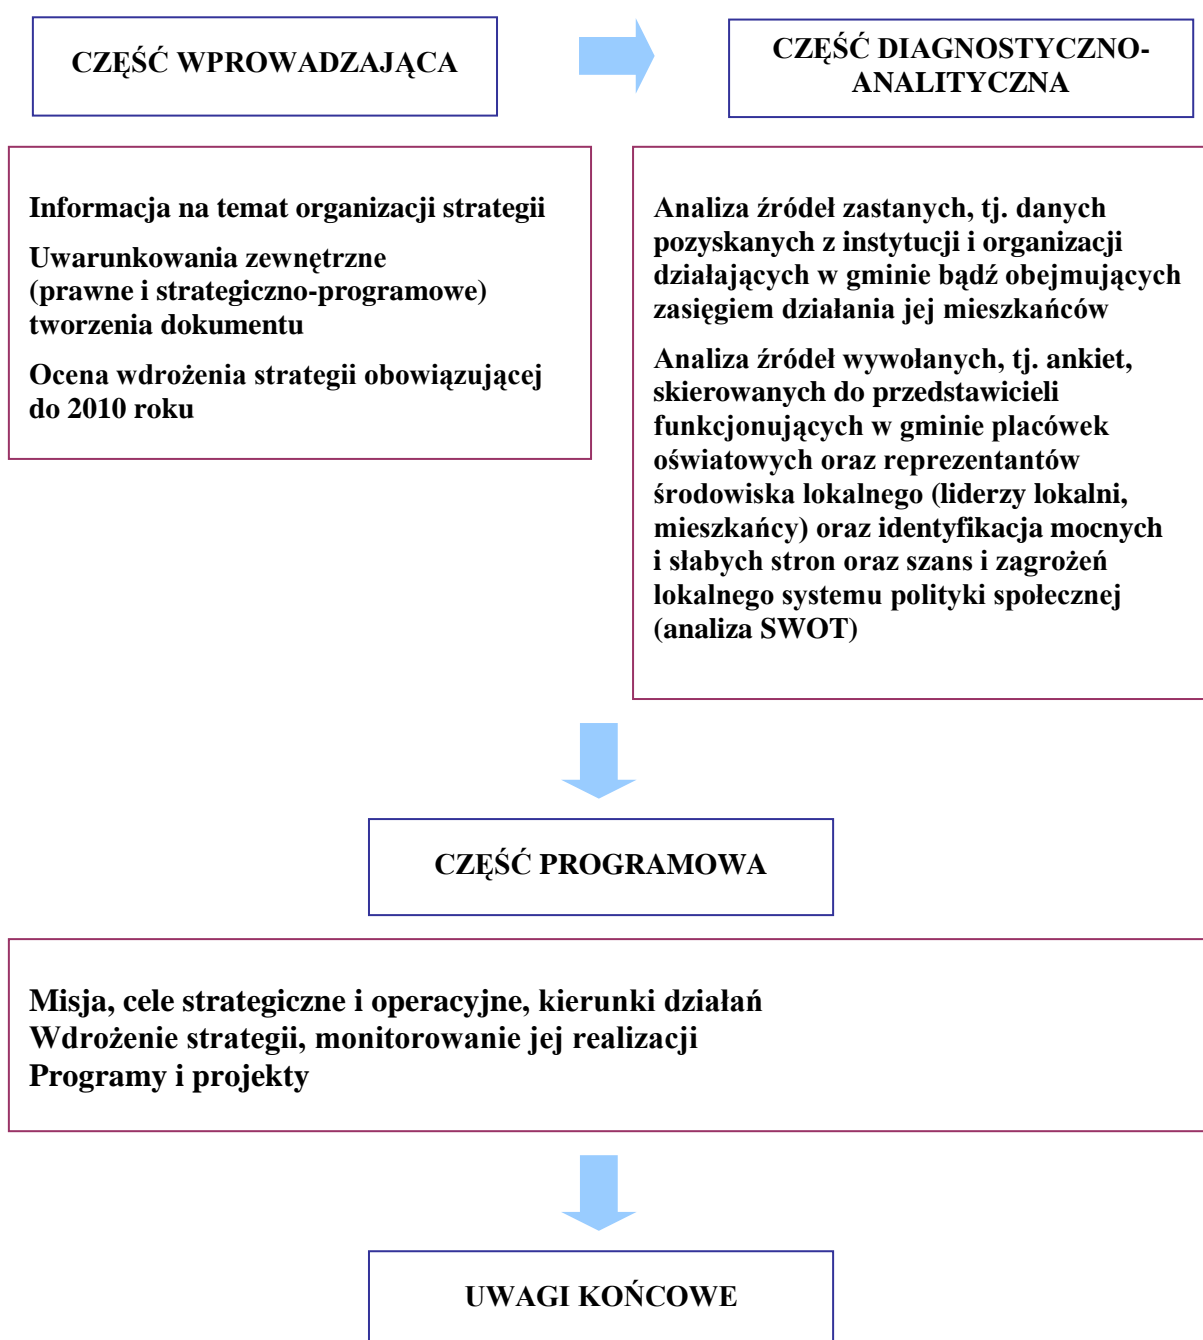 CZĘŚĆ WPROWADZAJĄCA
CZĘŚĆ DIAGNOSTYCZNO-
ANALITYCZNA
Informacja na temat organizacji strategii
Uwarunkowania zewnętrzne
(prawne i strategiczno-programowe)
tworzenia dokumentu
Ocena wdrożenia strategii obowiązującej
do 2010 roku
Analiza źródeł zastanych, tj. danych
pozyskanych z instytucji i organizacji
działających w gminie bądź obejmujących
zasięgiem działania jej mieszkańców
Analiza źródeł wywołanych, tj. ankiet,
skierowanych do przedstawicieli
funkcjonujących w gminie placówek
oświatowych oraz reprezentantów
środowiska lokalnego (liderzy lokalni,
mieszkańcy) oraz identyfikacja mocnych
i słabych stron oraz szans i zagrożeń
lokalnego systemu polityki społecznej
(analiza SWOT)
CZĘŚĆ PROGRAMOWA
Misja, cele strategiczne i operacyjne, kierunki działań
Wdrożenie strategii, monitorowanie jej realizacji
Programy i projekty
UWAGI KOŃCOWE